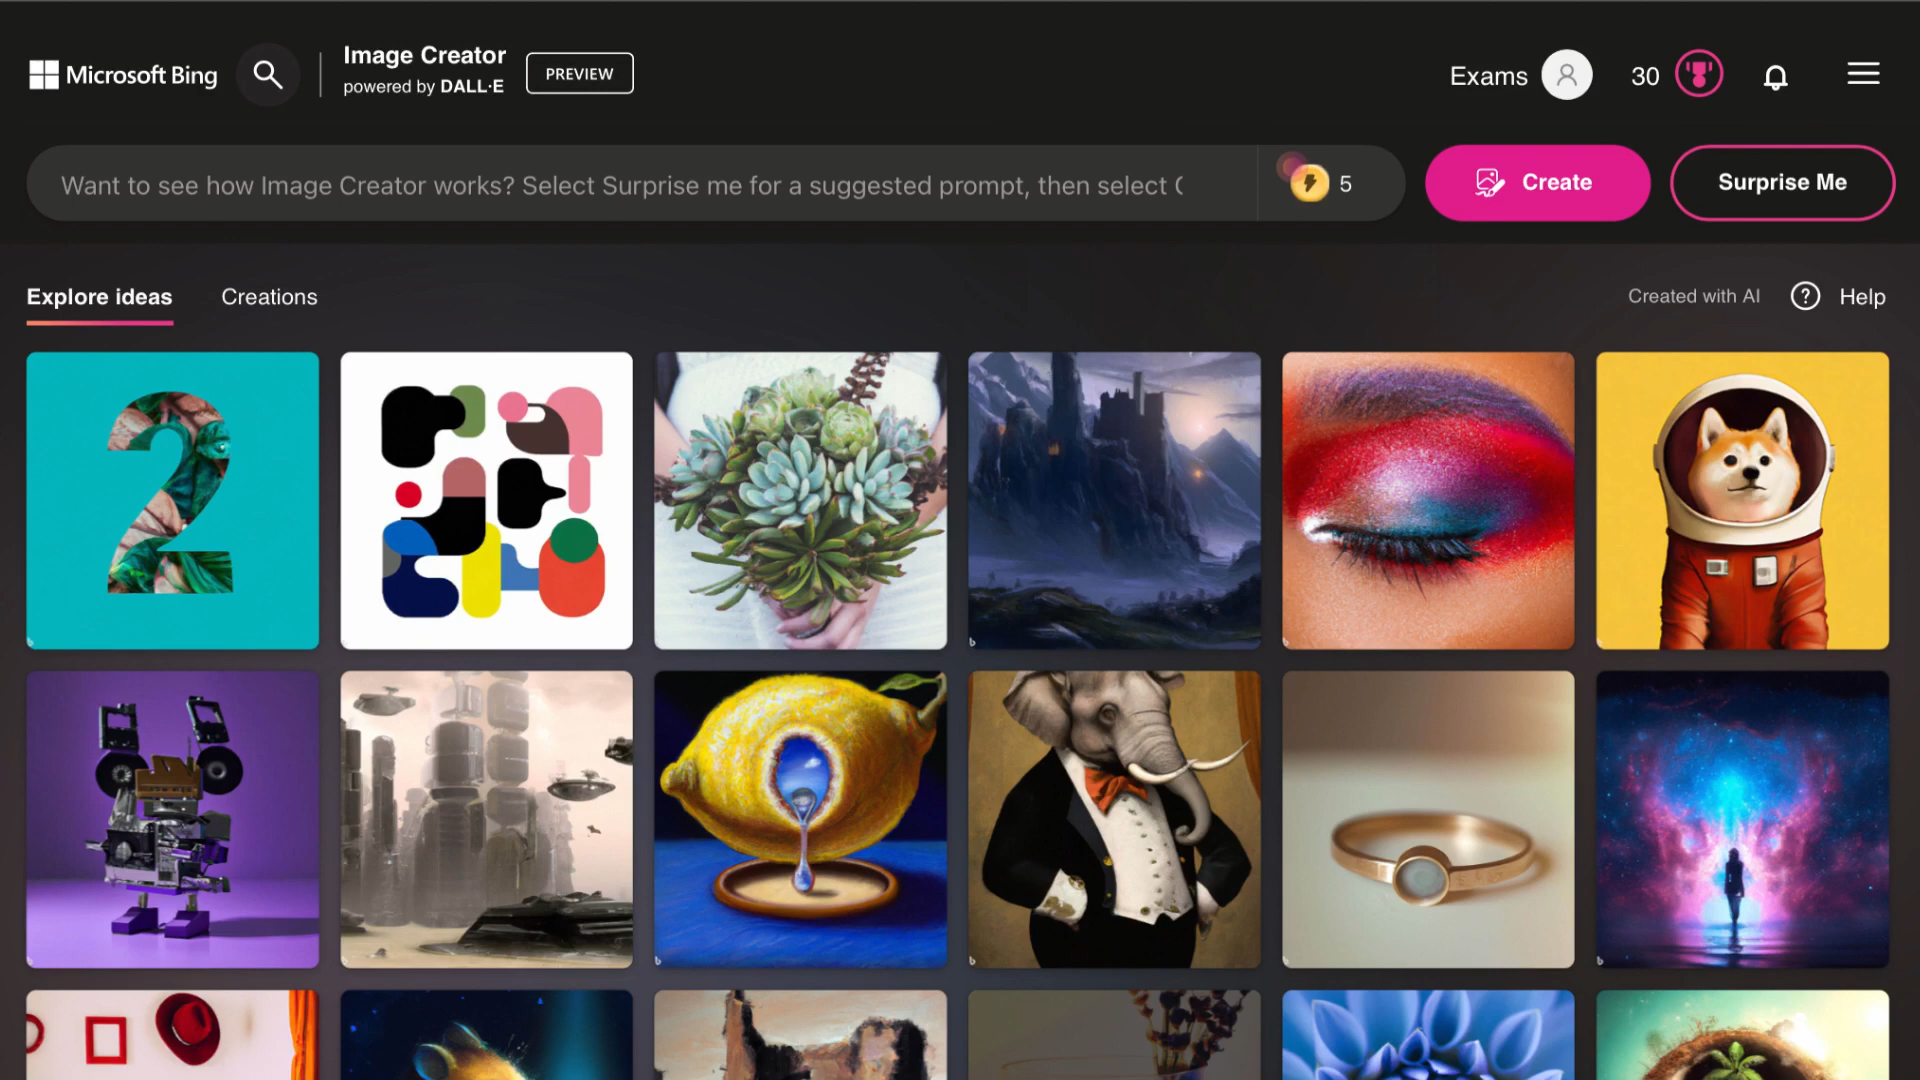 Microsoft Bing
Image Creator
powered by DALL·E
PREVIEW
Exams
30
Want to see how Image Creator works? Select Surprise me for a suggested prompt, then select
5
Create
Surprise Me
Explore ideas
Creations
Created with AI
Help
2